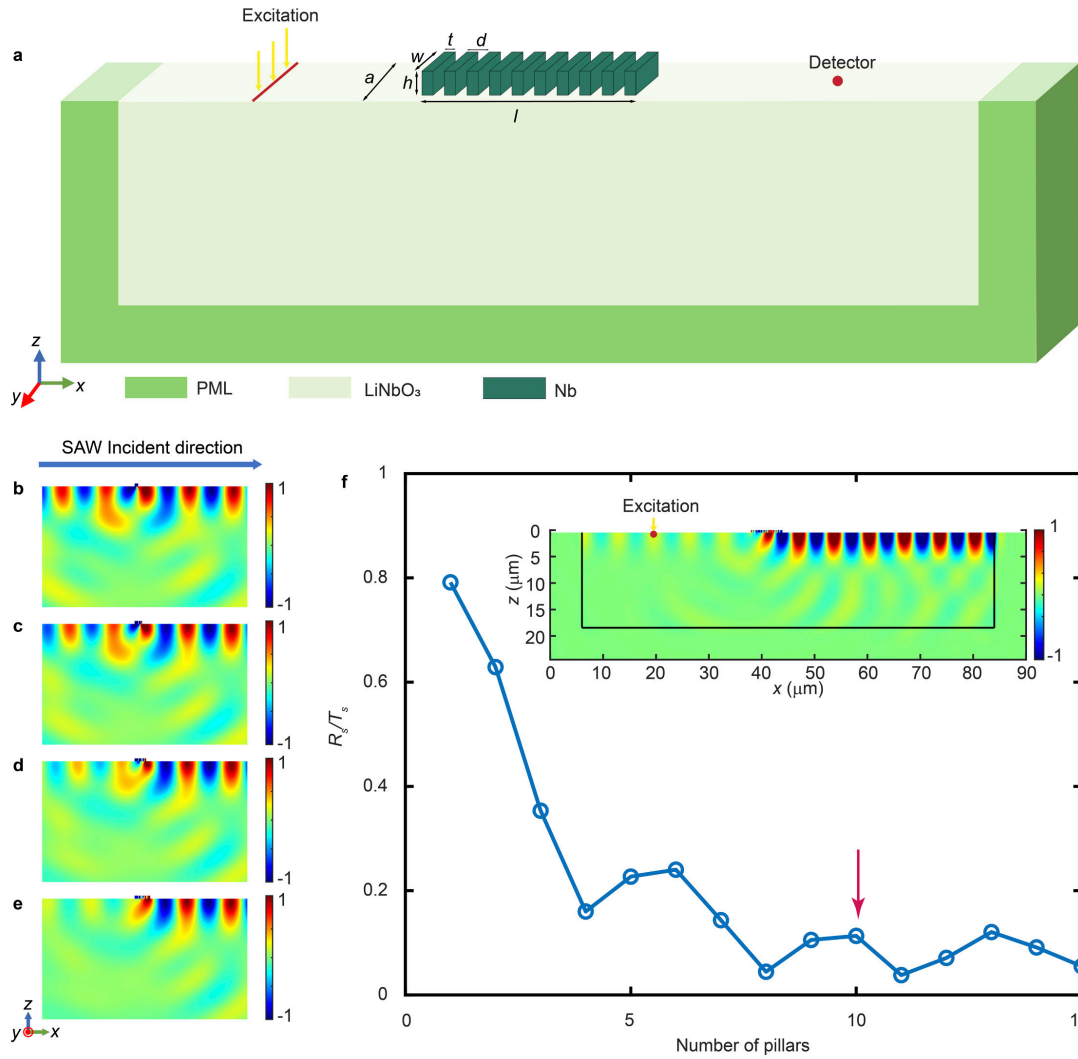 Excitation
a
t
d
w
a
h
l
Detector
z
x
y
PML
LiNbO₃
Nb
SAW Incident direction
b
1
-1
c
1
-1
d
1
-1
e
1
-1
z
y
x
f
1
0.8
0.6
0.4
0.2
0
R_s/T_s
0
5
10
15
Number of pillars
Excitation
0
5
10
15
20
z (μm)
0
10
20
30
40
50
60
70
80
90
x (μm)
1
-1